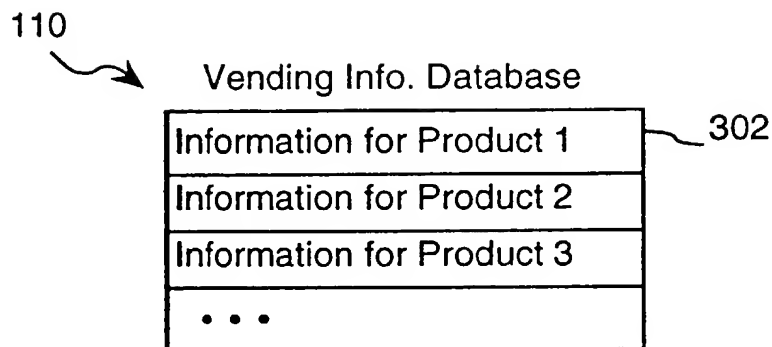 110
Vending Info. Database
Information for Product 1
302
Information for Product 2
Information for Product 3
• • •